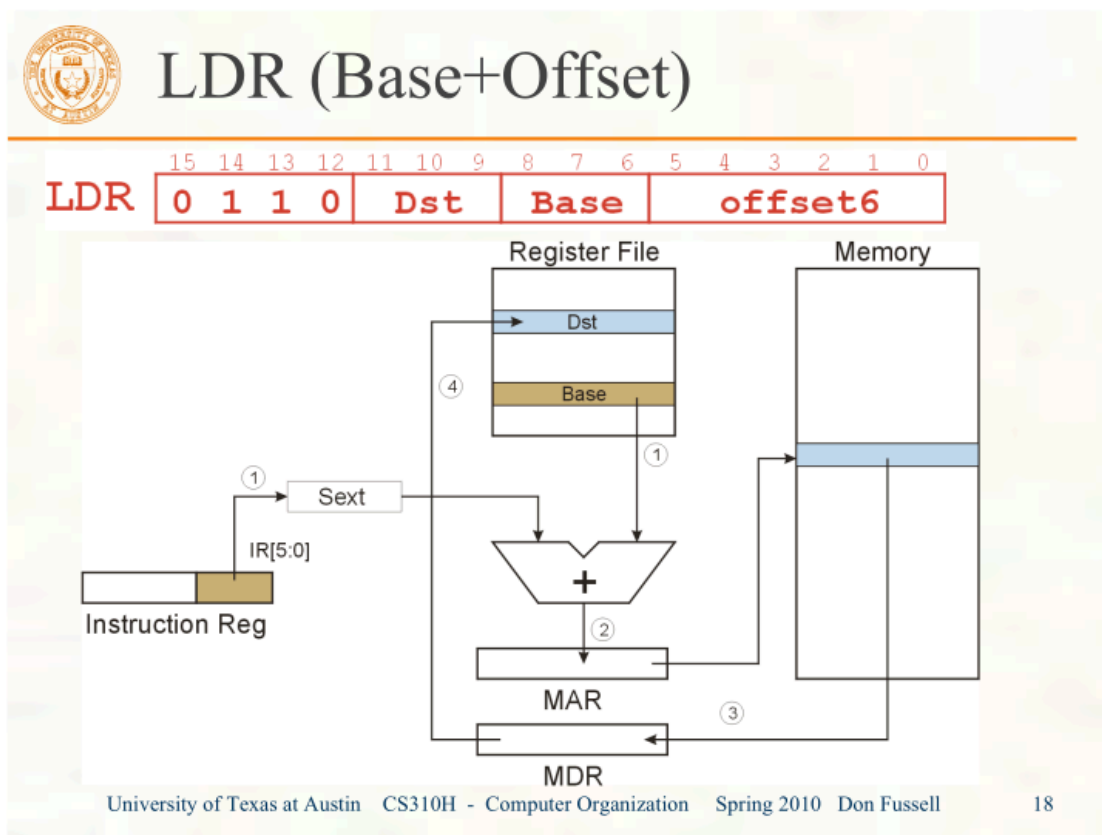 LDR (Base+Offset)
15 14 13 12 11 10 9 8 7 6 5 4 3 2 1 0
LDR 0 1 1 0 Dst Base offset6
Register File Memory
Dst
4
Base
1
1
Sext
IR[5:0]
+
Instruction Reg
2
MAR
3
MDR
University of Texas at Austin CS310H - Computer Organization Spring 2010 Don Fussell 18